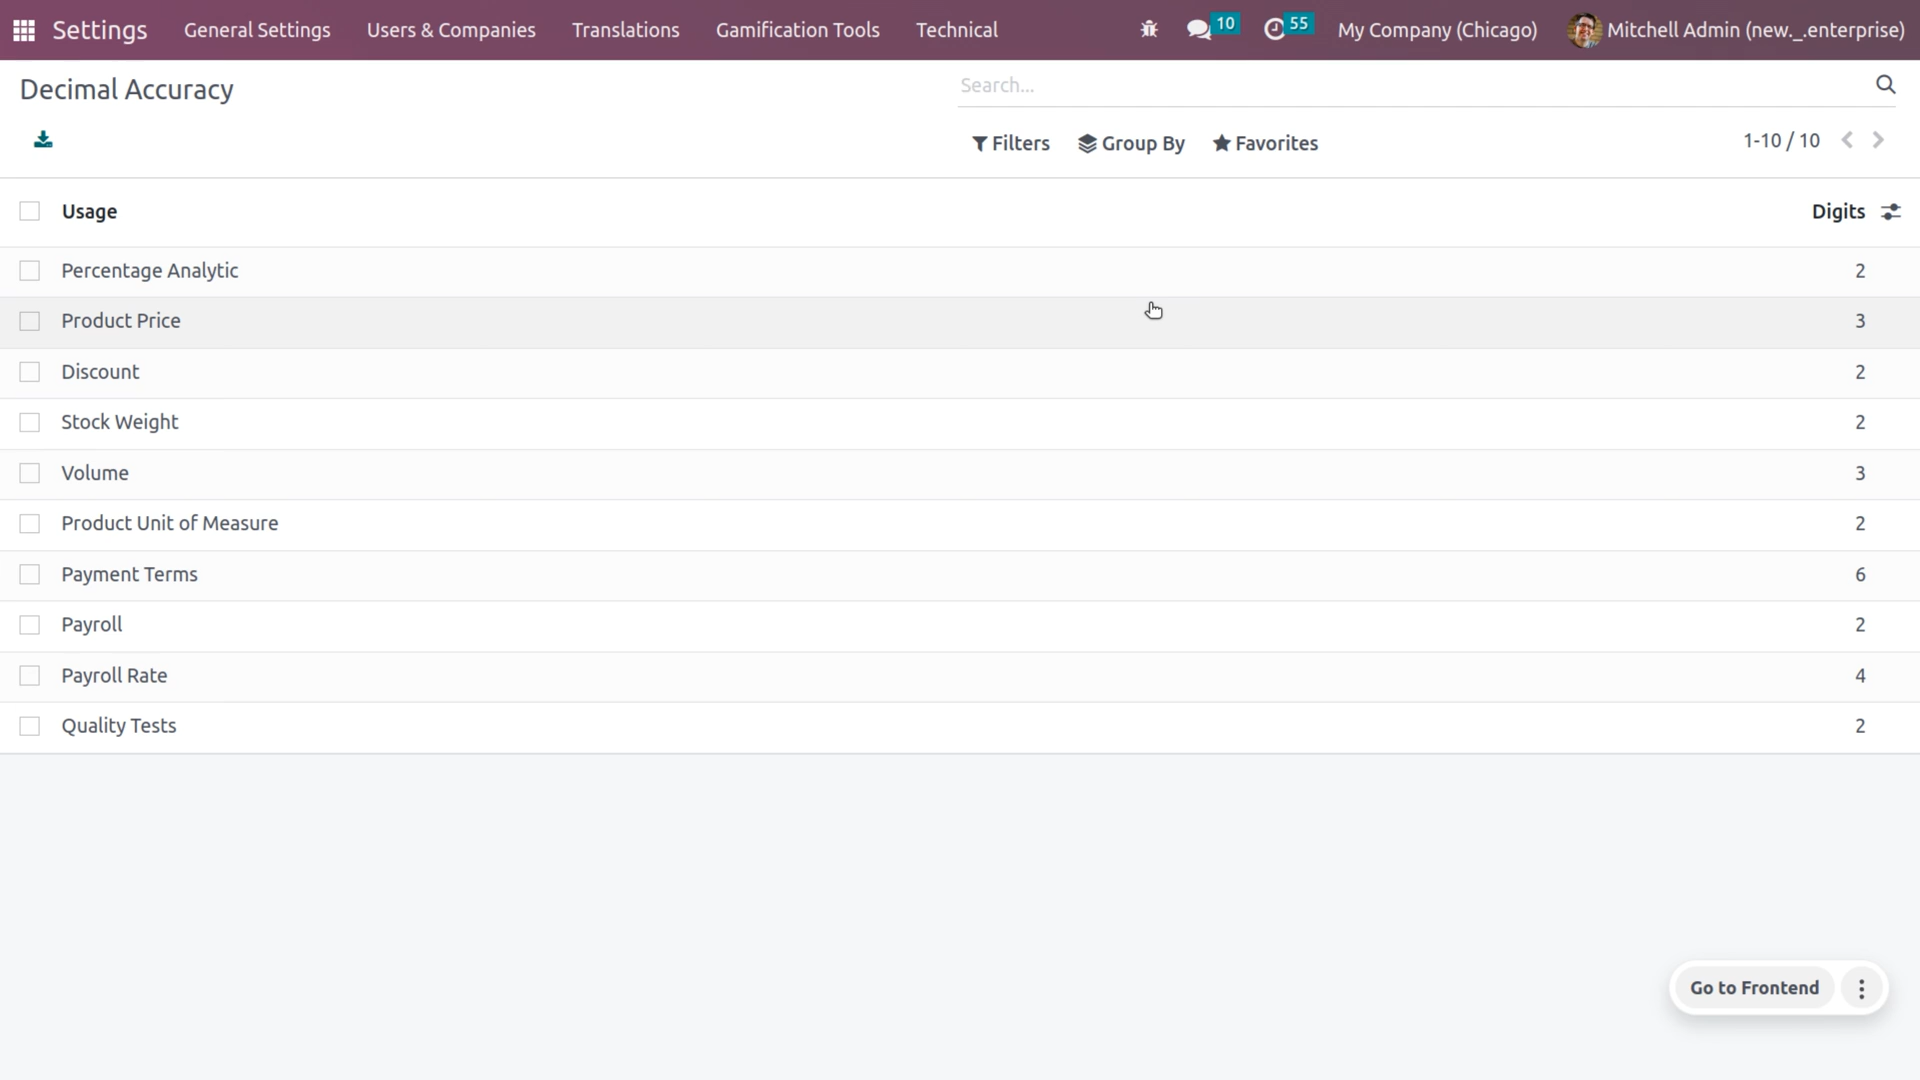 Settings General Settings Users & Companies Translations Gamification Tools Technical 10 55 My Company (Chicago) Mitchell Admin (new._.enterprise)
Decimal Accuracy Search...
Filters Group By Favorites 1-10 / 10
Usage Digits
Percentage Analytic 2
Product Price 3
Discount 2
Stock Weight 2
Volume 3
Product Unit of Measure 2
Payment Terms 6
Payroll 2
Payroll Rate 4
Quality Tests 2
Go to Frontend